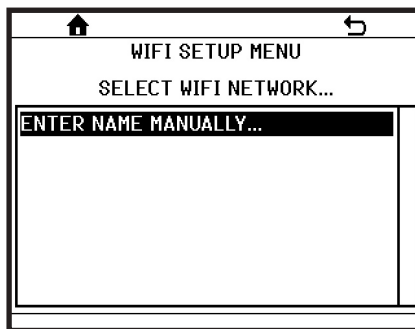 WIFI SETUP MENU
SELECT WIFI NETWORK...
ENTER NAME MANUALLY...